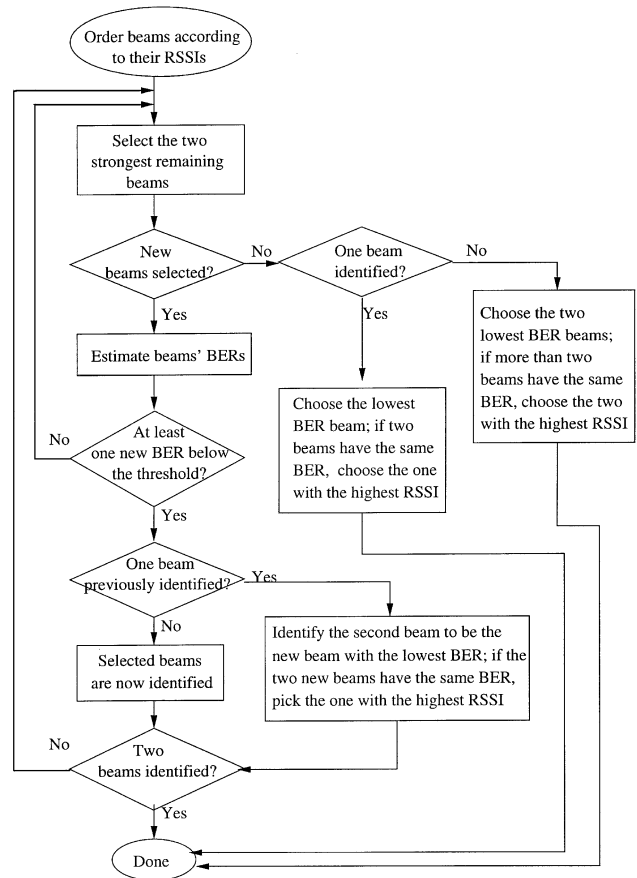 Order beams according
to their RSSIs
Select the two
strongest remaining
beams
New
beams selected?
No
One beam
identified?
No
Yes
Yes
Choose the two
lowest BER beams;
if more than two
beams have the same
BER, choose the two
with the highest RSSI
Estimate beams' BERs
Choose the lowest
BER beam; if two
beams have the same
BER, choose the one
with the highest RSSI
No
At least
one new BER below
the threshold?
Yes
One beam
previously identified?
Yes
No
Identify the second beam to be the
new beam with the lowest BER; if the
two new beams have the same BER,
pick the one with the highest RSSI
Selected beams
are now identified
No
Two
beams identified?
Yes
Done